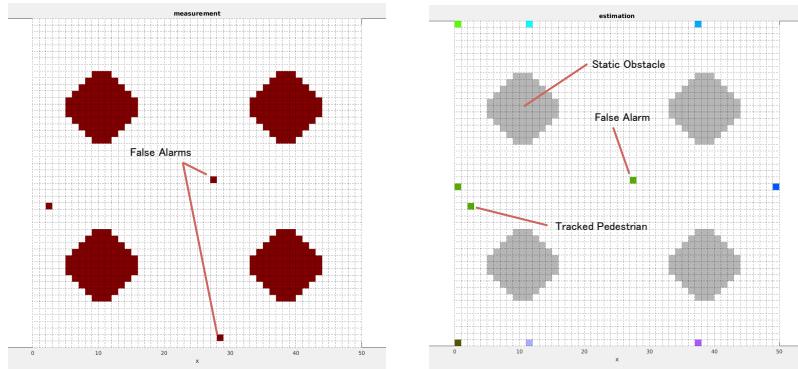 measurement
False Alarms
0 10 20 30 40 50
x
estimation
Static Obstacle
False Alarm
Tracked Pedestrian
0 10 20 30 40 50
x